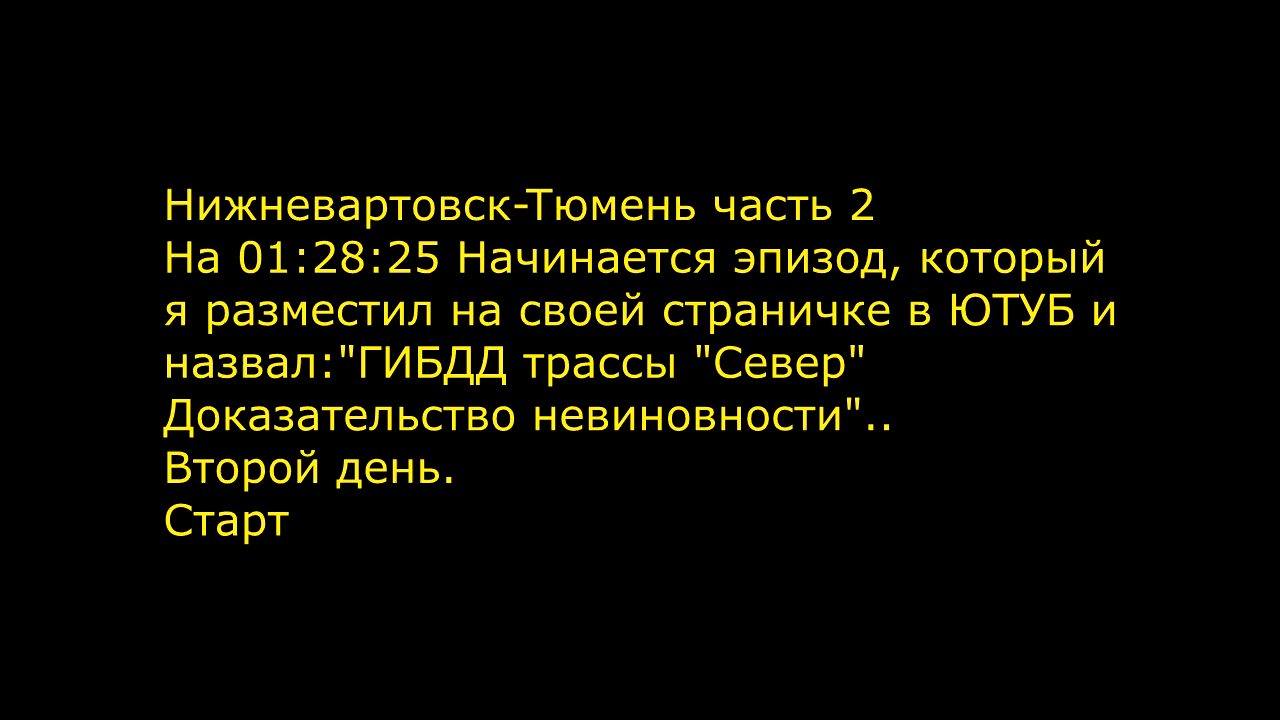 Нижневартовск-Тюмень часть 2
На 01:28:25 Начинается эпизод, который
я разместил на своей страничке в ЮТУБ и
назвал:"ГИБДД трассы "Север"
Доказательство невиновности"..
Второй день.
Старт